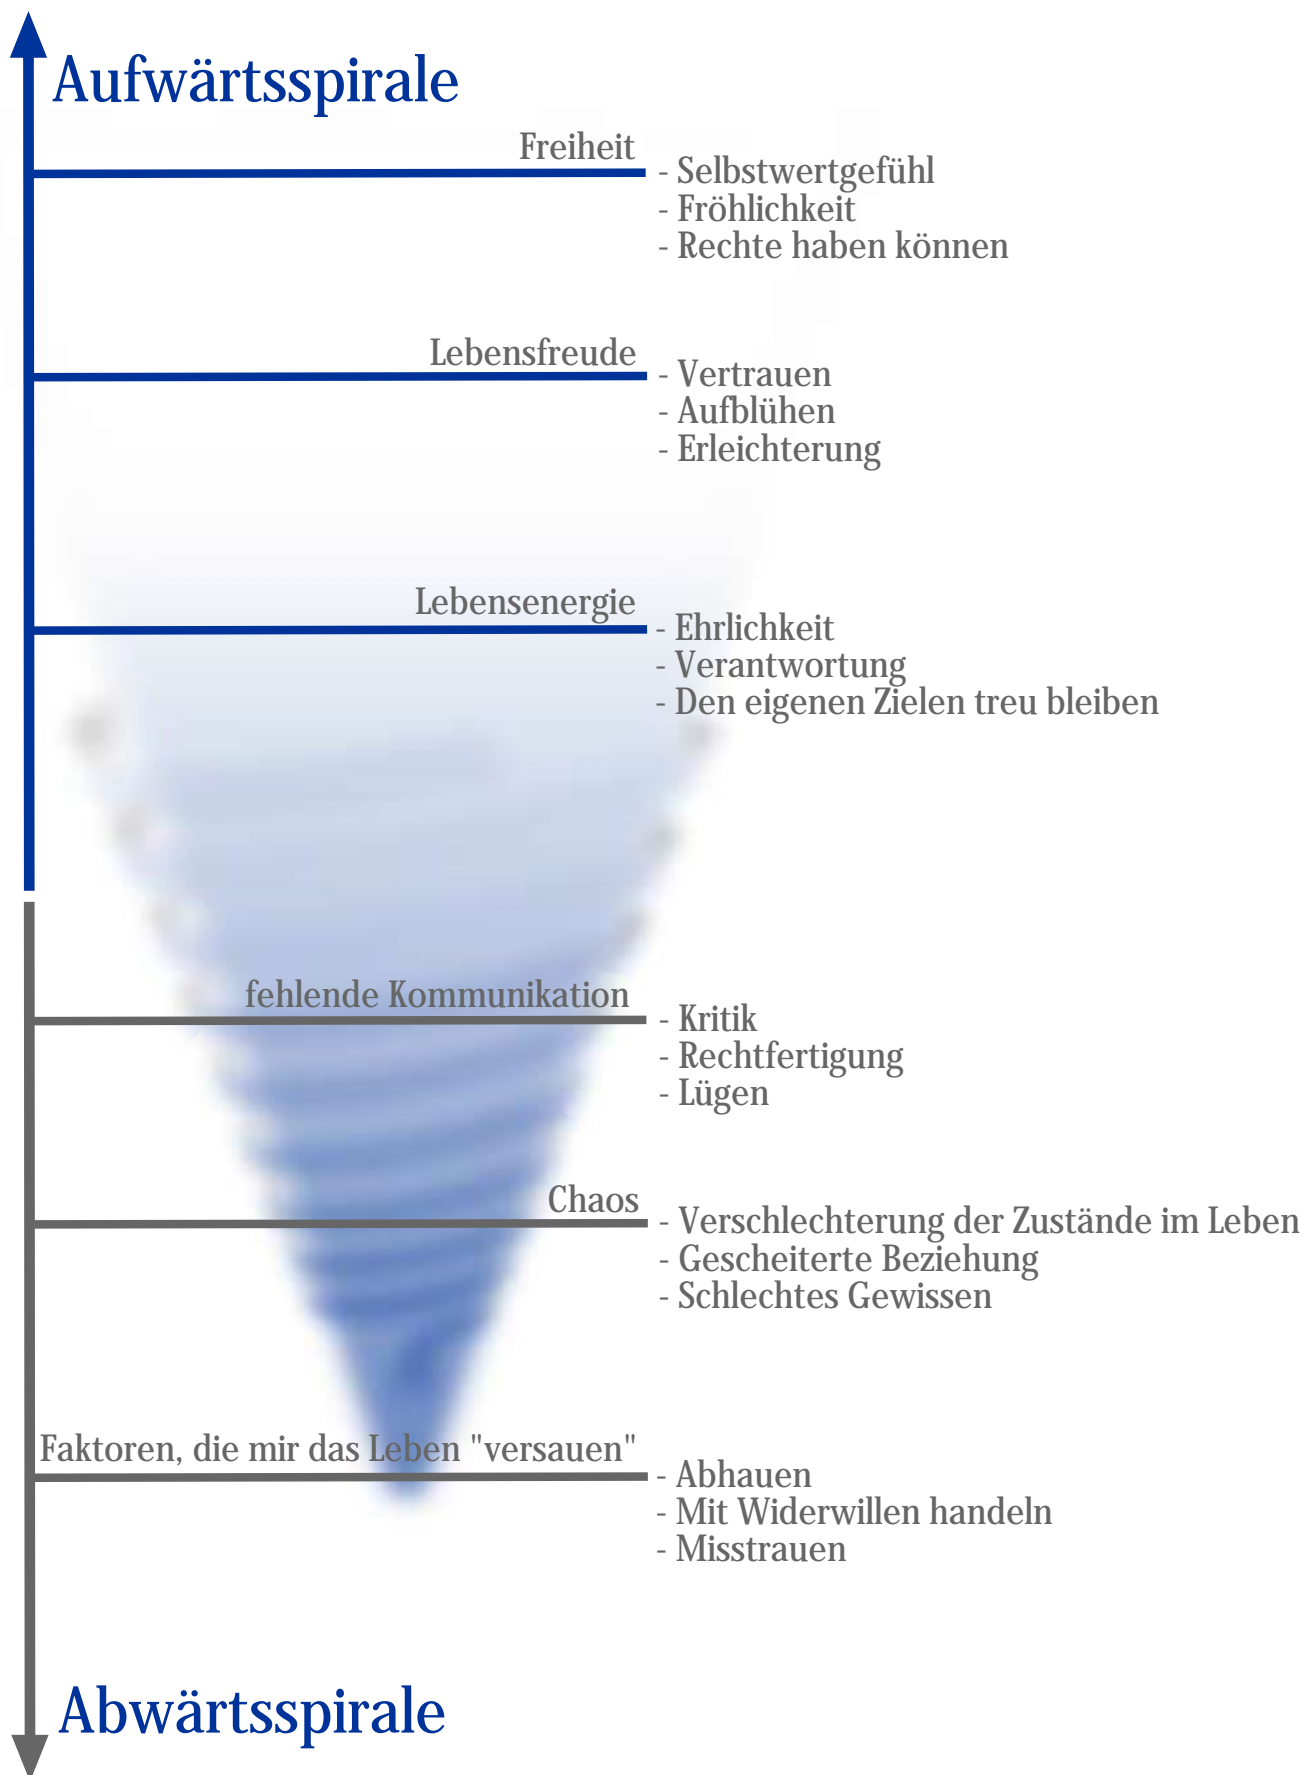 Aufwärtsspirale
Freiheit
- Selbstwertgefühl
- Fröhlichkeit
- Rechte haben können
Lebensfreude
- Vertrauen
- Aufblühen
- Erleichterung
Lebensenergie
- Ehrlichkeit
- Verantwortung
- Den eigenen Zielen treu bleiben
fehlende Kommunikation
- Kritik
- Rechtfertigung
- Lügen
Chaos
- Verschlechterung der Zustände im Leben
- Gescheiterte Beziehung
- Schlechtes Gewissen
Faktoren, die mir das Leben "versauen"
- Abhauen
- Mit Widerwillen handeln
- Misstrauen
Abwärtsspirale